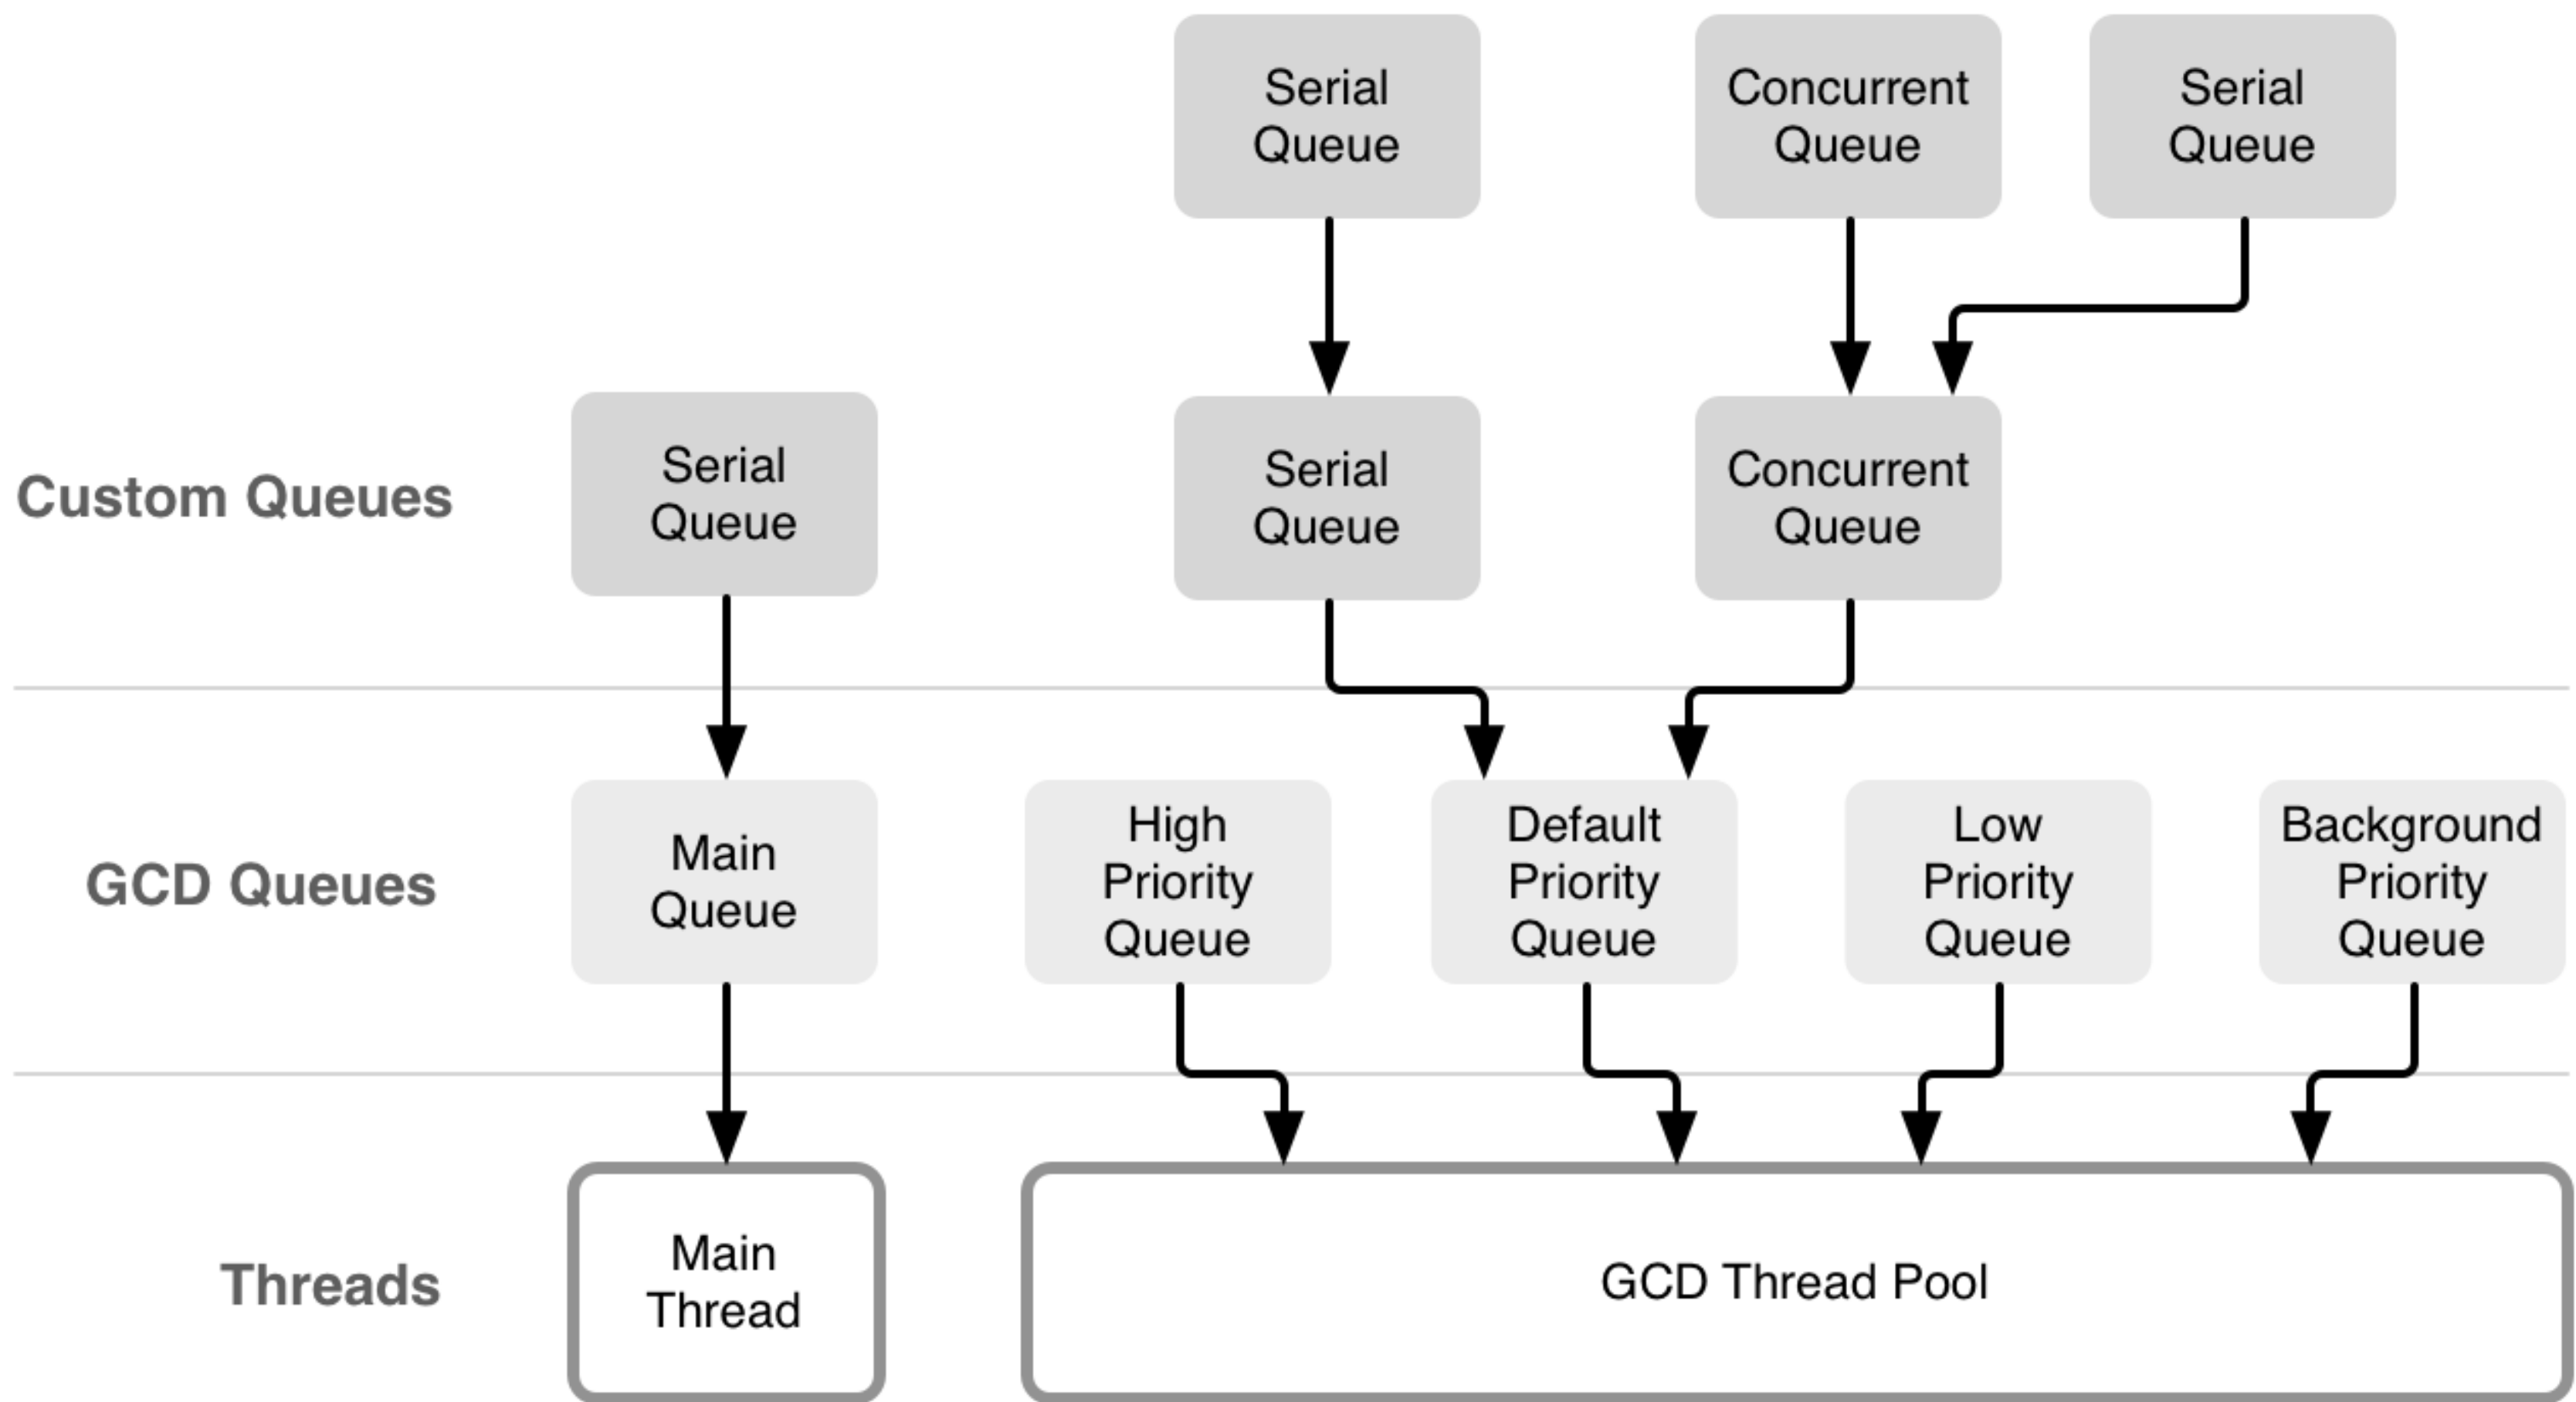 Serial
Queue
Concurrent
Queue
Serial
Queue
Custom Queues
Serial
Queue
Serial
Queue
Concurrent
Queue
GCD Queues
Main
Queue
High
Priority
Queue
Default
Priority
Queue
Low
Priority
Queue
Background
Priority
Queue
Threads
Main
Thread
GCD Thread Pool